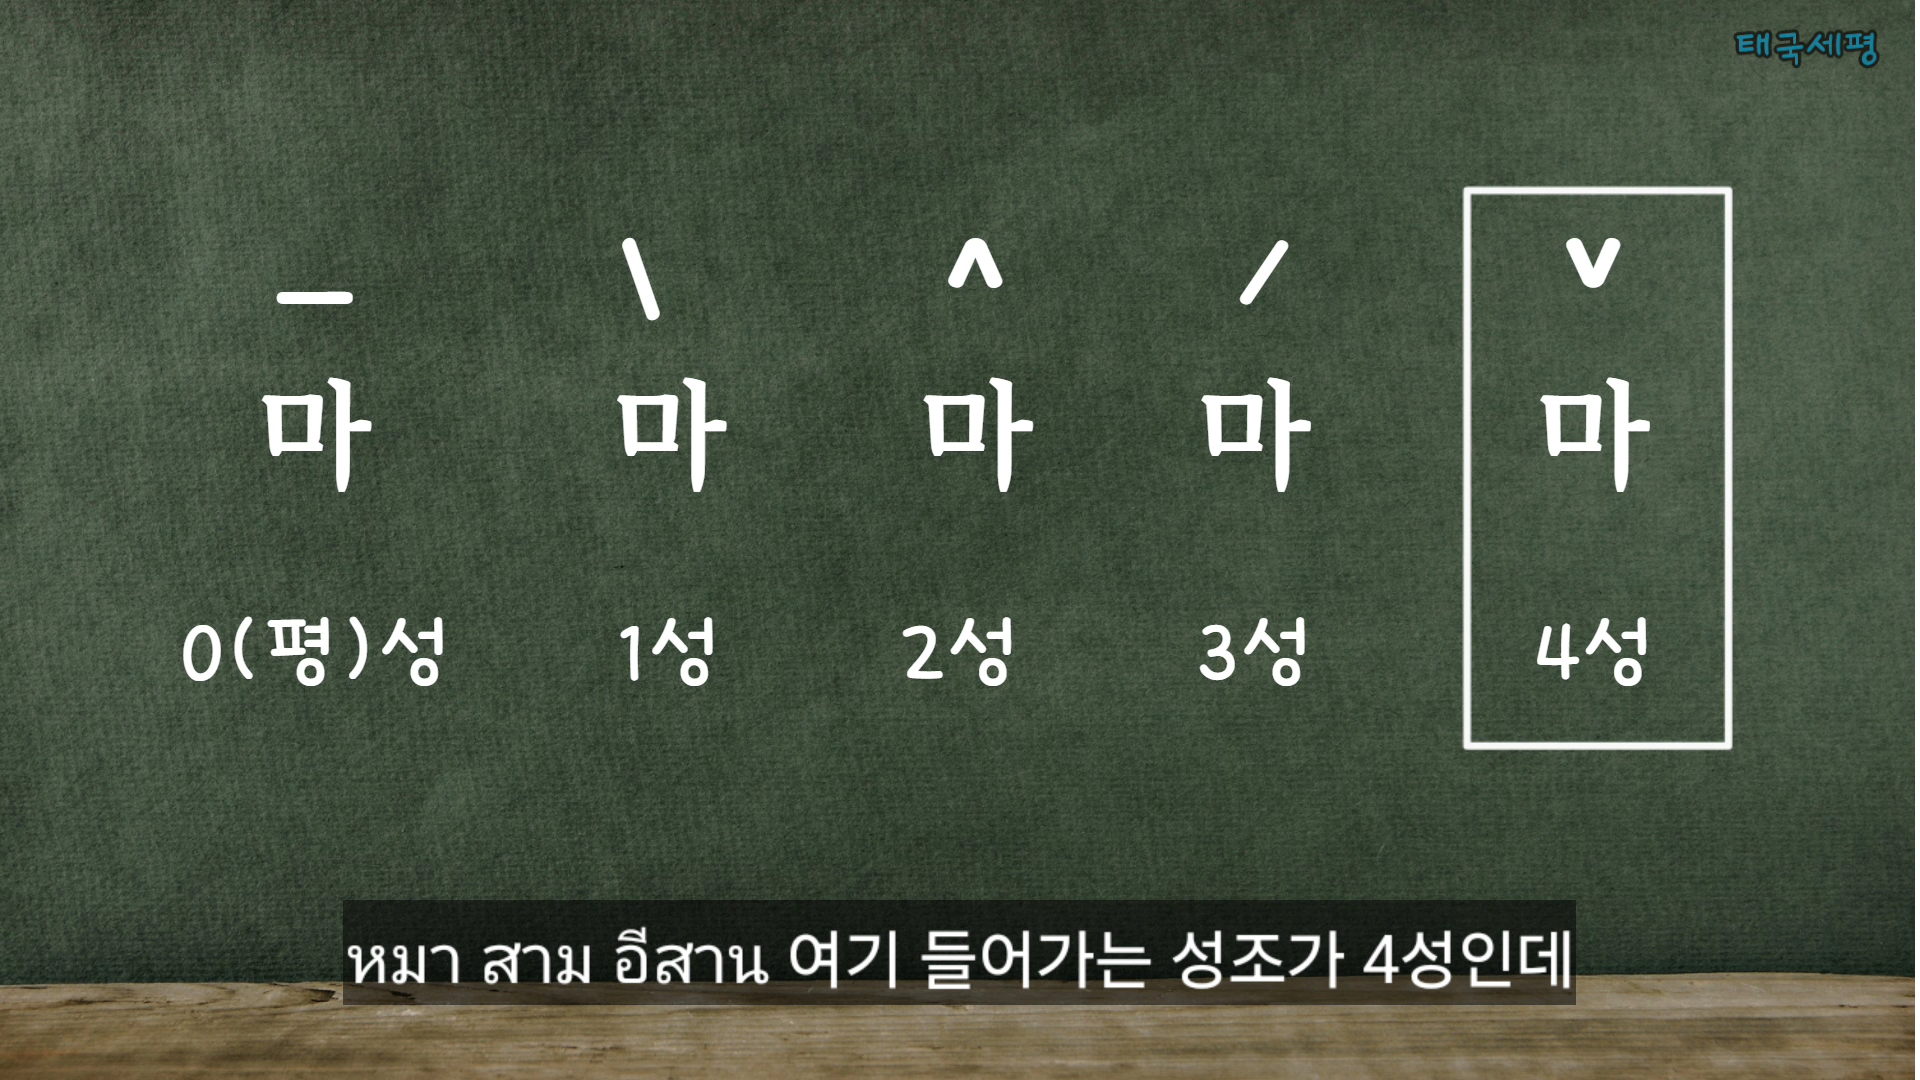 태국세평
— \ ^ / ˇ
마 마 마 마 마
0(평)성 1성 2성 3성 4성
หมา สาม อีสาน 여기 들어가는 성조가 4성인데